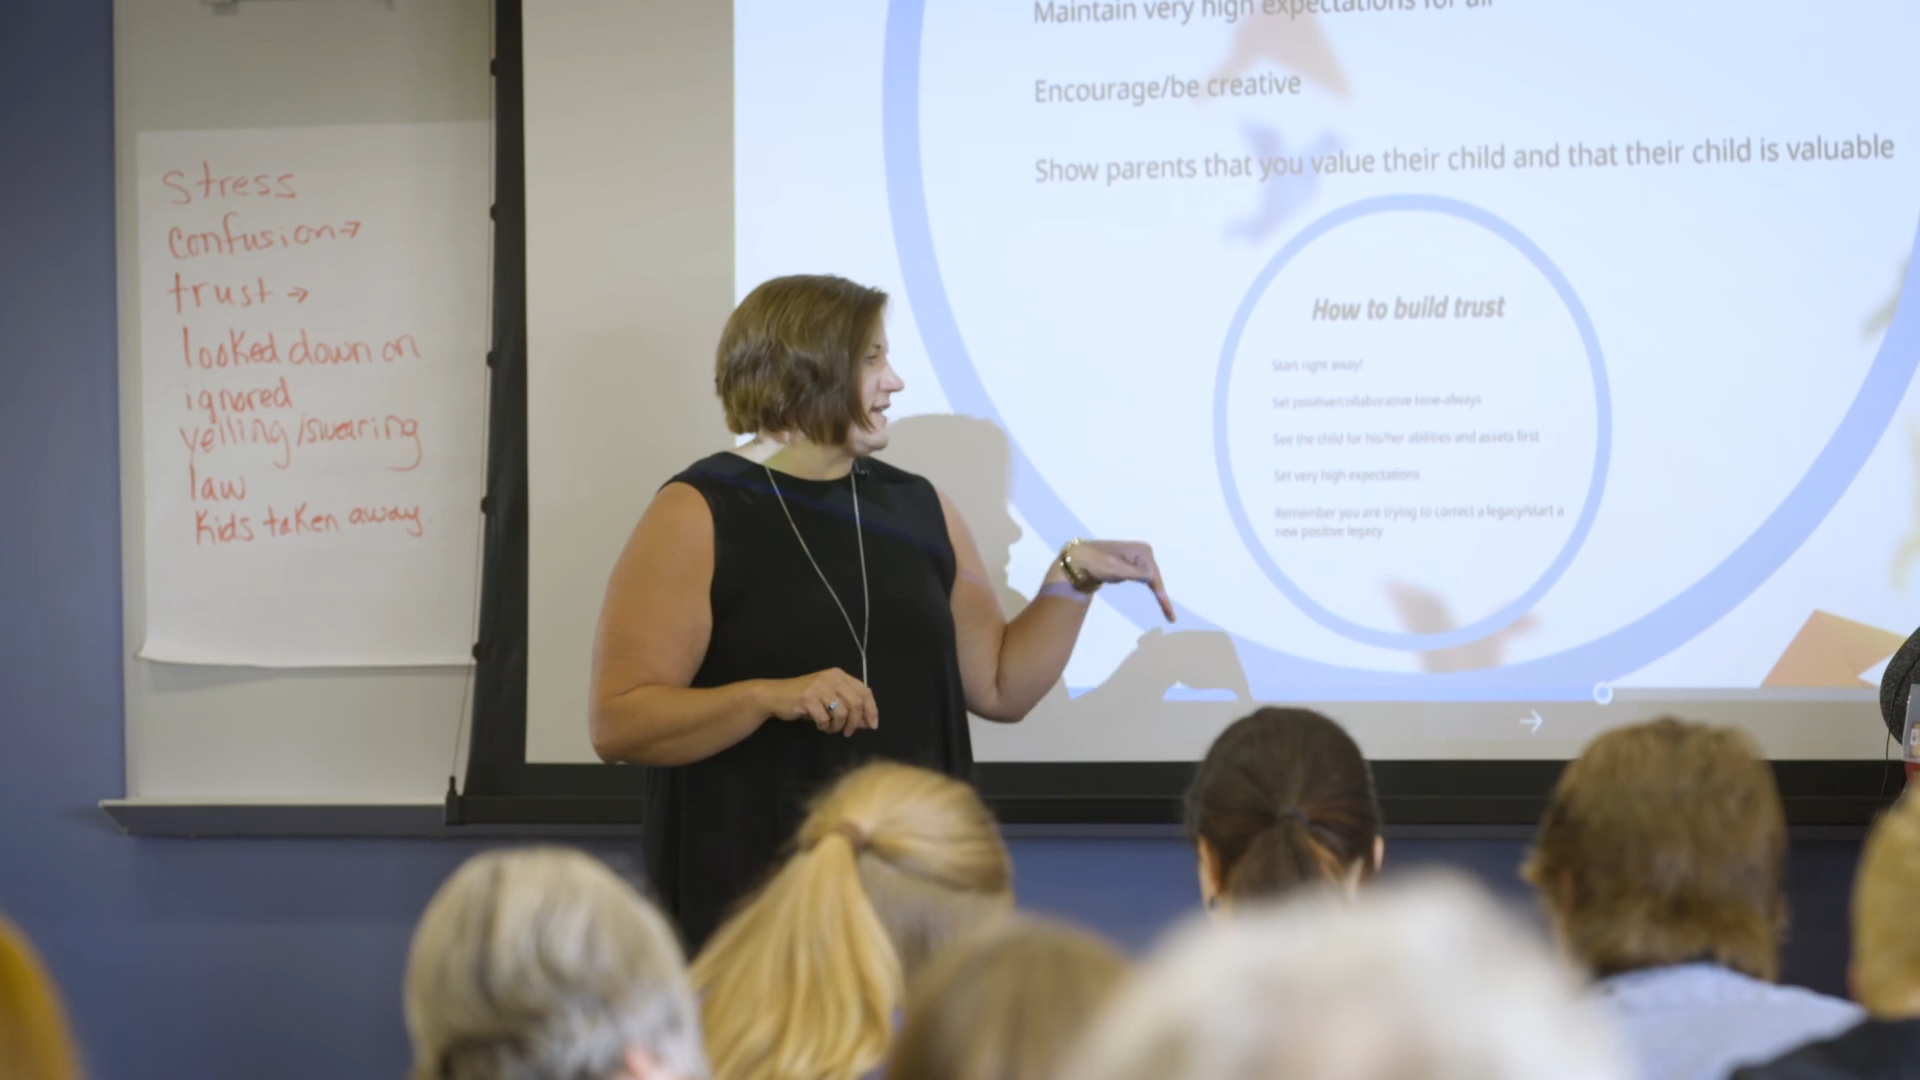 Stress
Confusion→
trust →
looked down on
ignored
yelling/swearing
law
Kids taken away.
Maintain very high expectations for all
Encourage/be creative
Show parents that you value their child and that their child is valuable
How to build trust
Start right away!
Set positive/collaborative tone-always
See the child for his/her abilities and assets first
Set very high expectations
Remember you are trying to correct a legacy/start a
new positive legacy